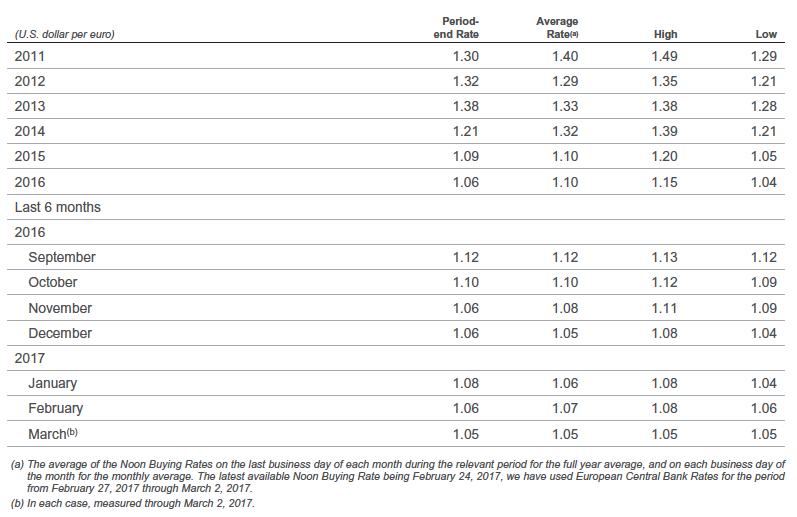 (U.S. dollar per euro) Period-end Rate Average Rate(a) High Low
2011 1.30 1.40 1.49 1.29
2012 1.32 1.29 1.35 1.21
2013 1.38 1.33 1.38 1.28
2014 1.21 1.32 1.39 1.21
2015 1.09 1.10 1.20 1.05
2016 1.06 1.10 1.15 1.04
Last 6 months
2016
September 1.12 1.12 1.13 1.12
October 1.10 1.10 1.12 1.09
November 1.06 1.08 1.11 1.09
December 1.06 1.05 1.08 1.04
2017
January 1.08 1.06 1.08 1.04
February 1.06 1.07 1.08 1.06
March(b) 1.05 1.05 1.05 1.05
(a) The average of the Noon Buying Rates on the last business day of each month during the relevant period for the full year average, and on each business day of
the month for the monthly average. The latest available Noon Buying Rate being February 24, 2017, we have used European Central Bank Rates for the period
from February 27, 2017 through March 2, 2017.
(b) In each case, measured through March 2, 2017.